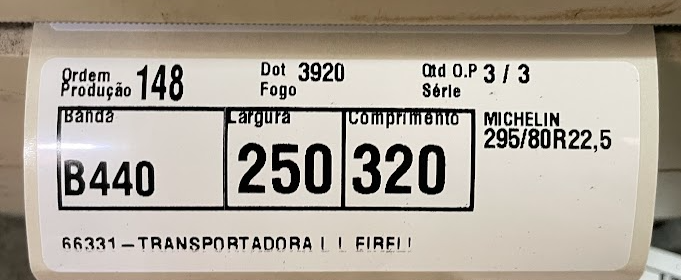 Ordem Produção 148
Dot 3920
Fogo
Qtd O.P 3 / 3
Série
Banda
B440
Largura
250
Comprimento
320
MICHELIN
295/80R22,5
66331-TRANSPORTADORA